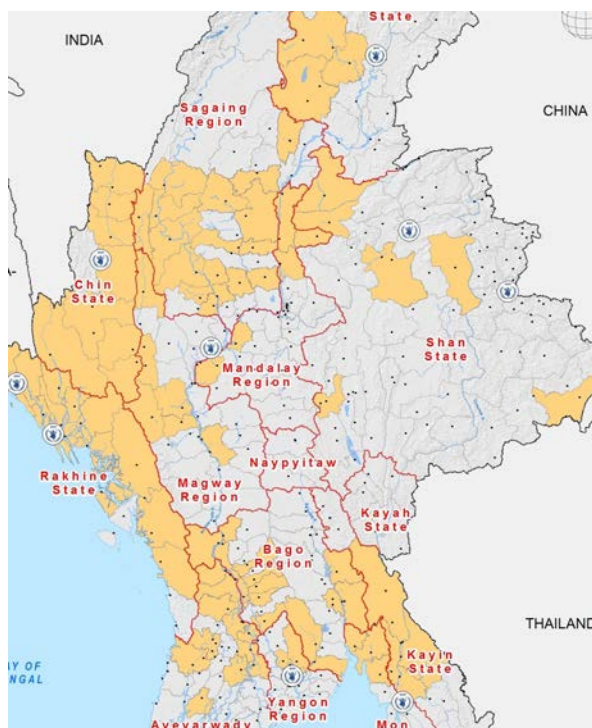 State
INDIA
Sagaing
Region
CHINA
Chin
State
Shan
State
Mandalay
Region
Rakhine
State
Naypyitaw
Magway
Region
Kayah
State
Bago
Region
THAILAND
Kayin
State
AY OF
NGAL
Yangon
Region
Ayeyarwady
Mon